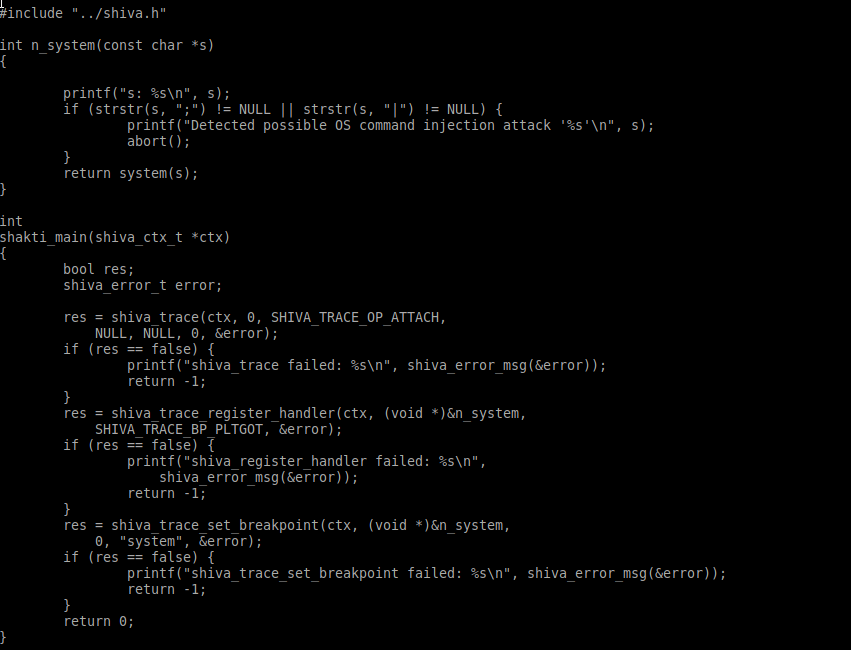 #include "../shiva.h"

int n_system(const char *s)
{

        printf("s: %s\n", s);
        if (strstr(s, ";") != NULL || strstr(s, "|") != NULL) {
                printf("Detected possible OS command injection attack '%s'\n", s);
                abort();
        }
        return system(s);
}

int
shakti_main(shiva_ctx_t *ctx)
{
        bool res;
        shiva_error_t error;

        res = shiva_trace(ctx, 0, SHIVA_TRACE_OP_ATTACH,
            NULL, NULL, 0, &error);
        if (res == false) {
                printf("shiva_trace failed: %s\n", shiva_error_msg(&error));
                return -1;
        }
        res = shiva_trace_register_handler(ctx, (void *)&n_system,
            SHIVA_TRACE_BP_PLTGOT, &error);
        if (res == false) {
                printf("shiva_register_handler failed: %s\n",
                    shiva_error_msg(&error));
                return -1;
        }
        res = shiva_trace_set_breakpoint(ctx, (void *)&n_system,
            0, "system", &error);
        if (res == false) {
                printf("shiva_trace_set_breakpoint failed: %s\n", shiva_error_msg(&error));
                return -1;
        }
        return 0;
}